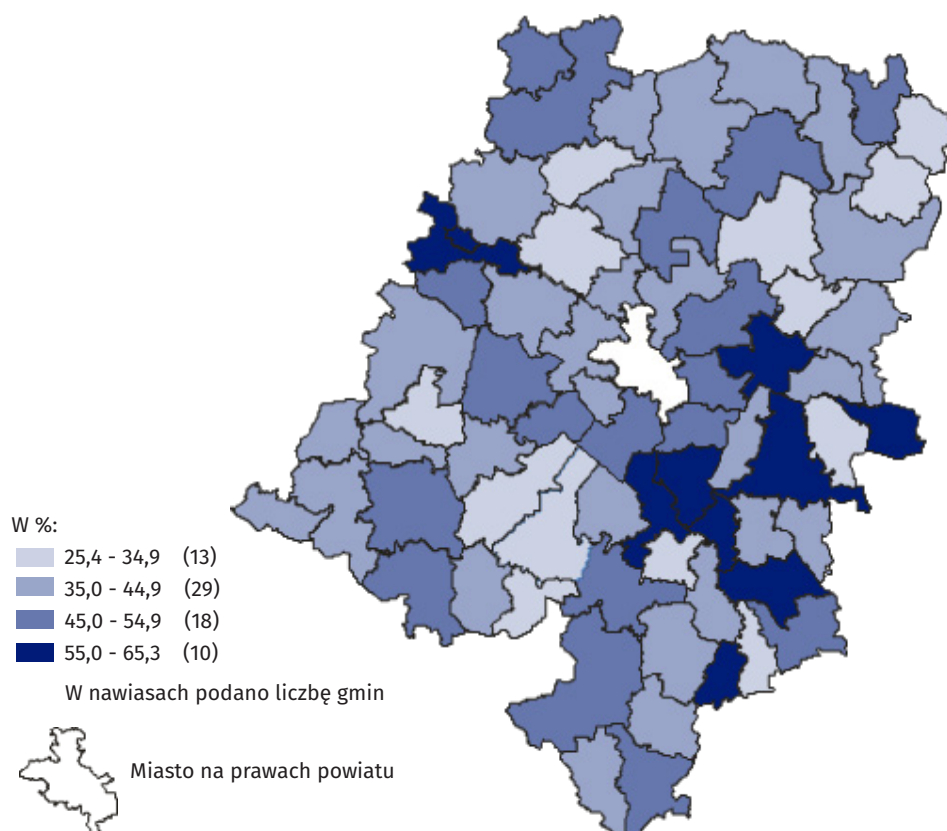 W %:
25,4 - 34,9 (13)
35,0 - 44,9 (29)
45,0 - 54,9 (18)
55,0 - 65,3 (10)
W nawiasach podano liczbę gmin
Miasto na prawach powiatu